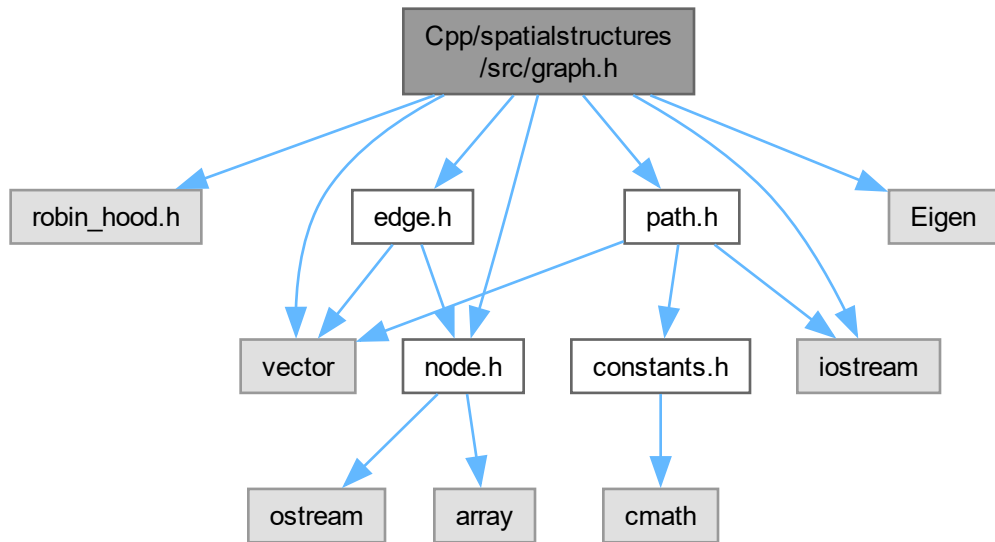 Cpp/spatialstructures
/src/graph.h
robin_hood.h
edge.h
path.h
Eigen
vector
node.h
constants.h
iostream
ostream
array
cmath